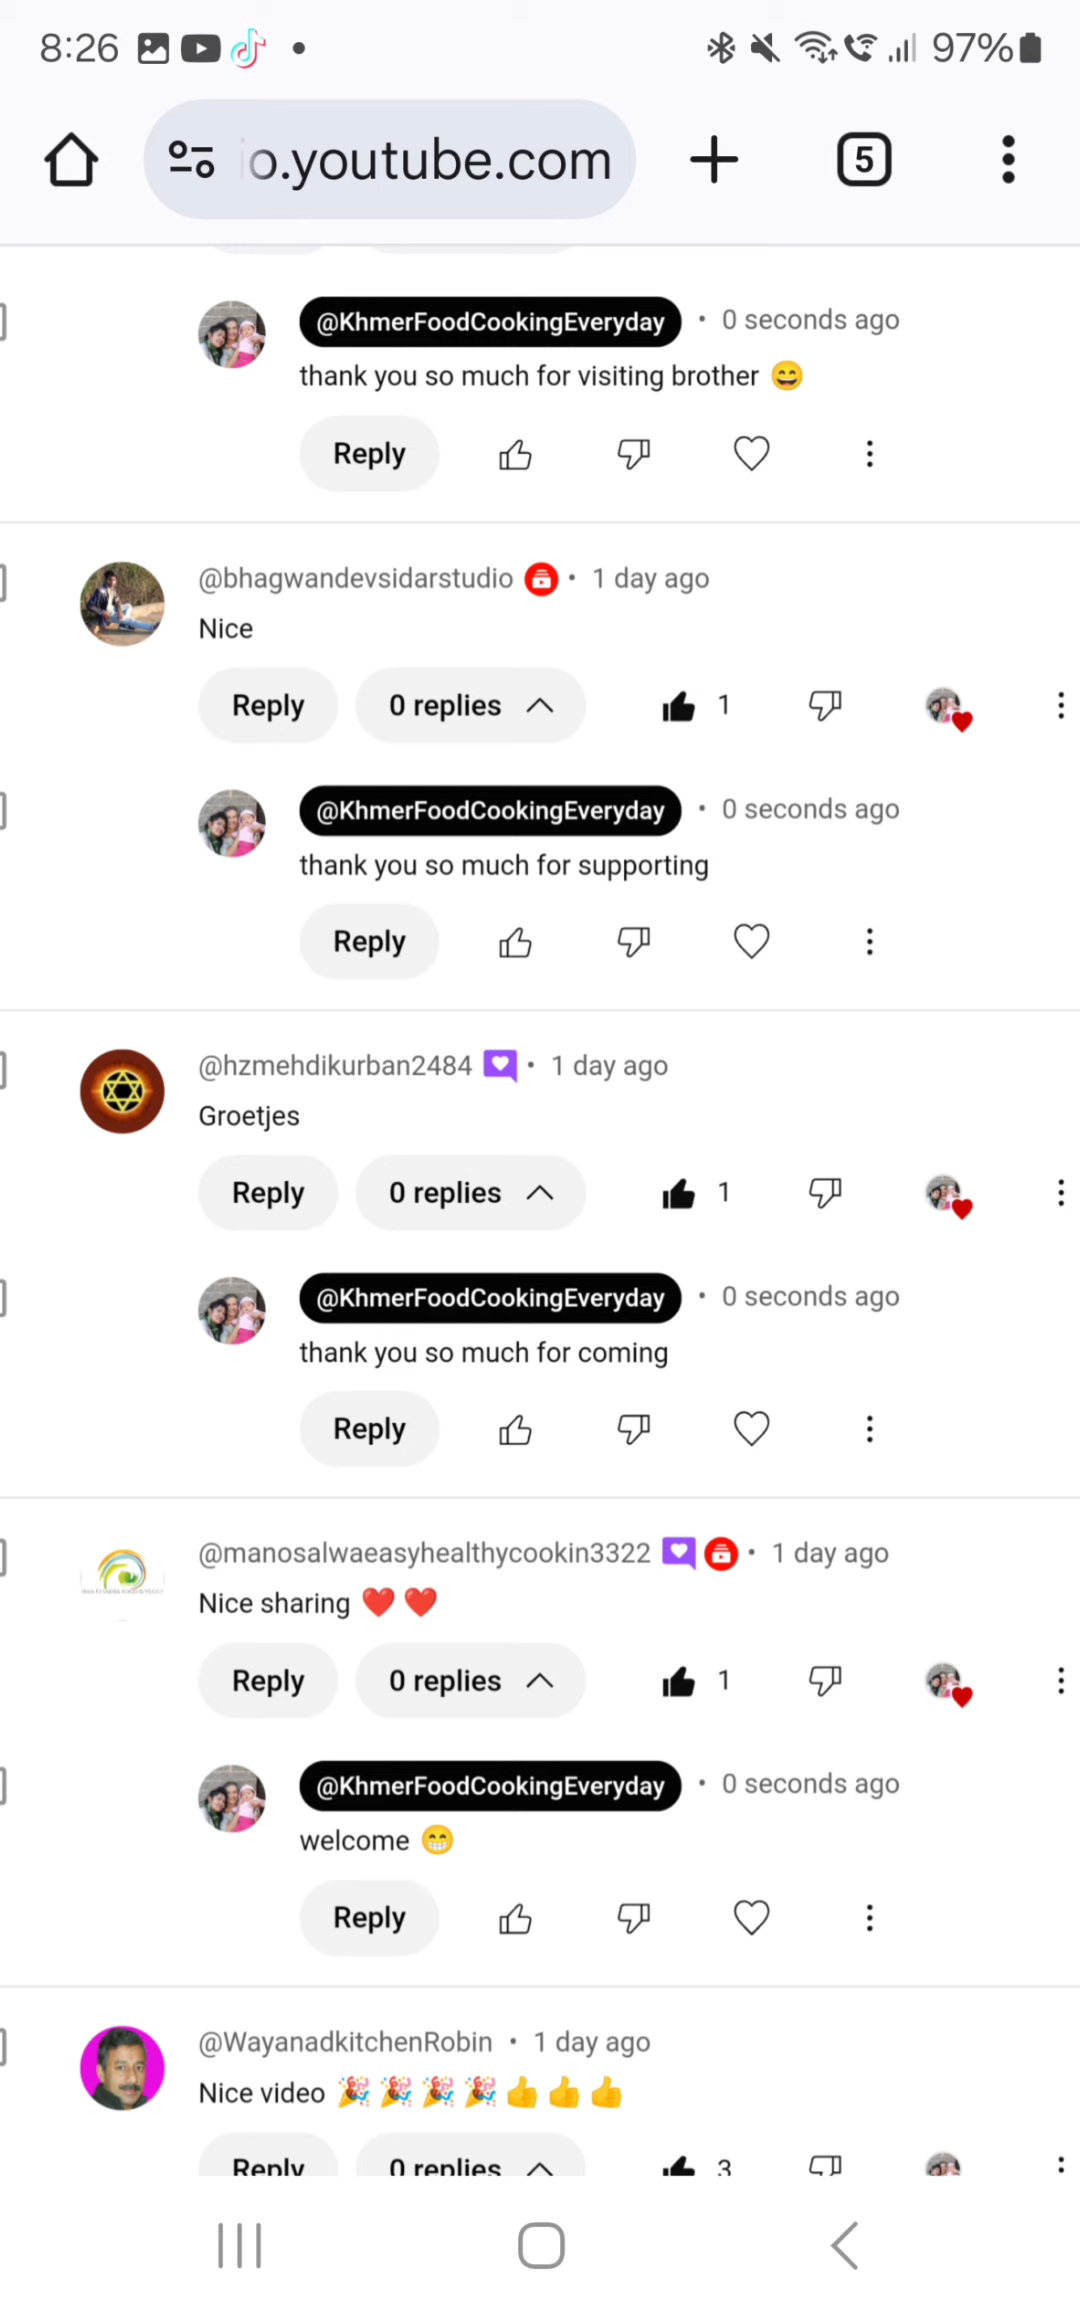 8:26 97%
o.youtube.com 5
@KhmerFoodCookingEveryday • 0 seconds ago
thank you so much for visiting brother 😄
Reply
@bhagwandevsidarstudio • 1 day ago
Nice
Reply 0 replies 1
@KhmerFoodCookingEveryday • 0 seconds ago
thank you so much for supporting
Reply
@hzmehdikurban2484 • 1 day ago
Groetjes
Reply 0 replies 1
@KhmerFoodCookingEveryday • 0 seconds ago
thank you so much for coming
Reply
@manosalwaeasyhealthycookin3322 • 1 day ago
Nice sharing ❤️❤️
Reply 0 replies 1
@KhmerFoodCookingEveryday • 0 seconds ago
welcome 😁
Reply
@WayanadkitchenRobin • 1 day ago
Nice video 🎉🎉🎉🎉👍👍👍
Reply 0 replies 3